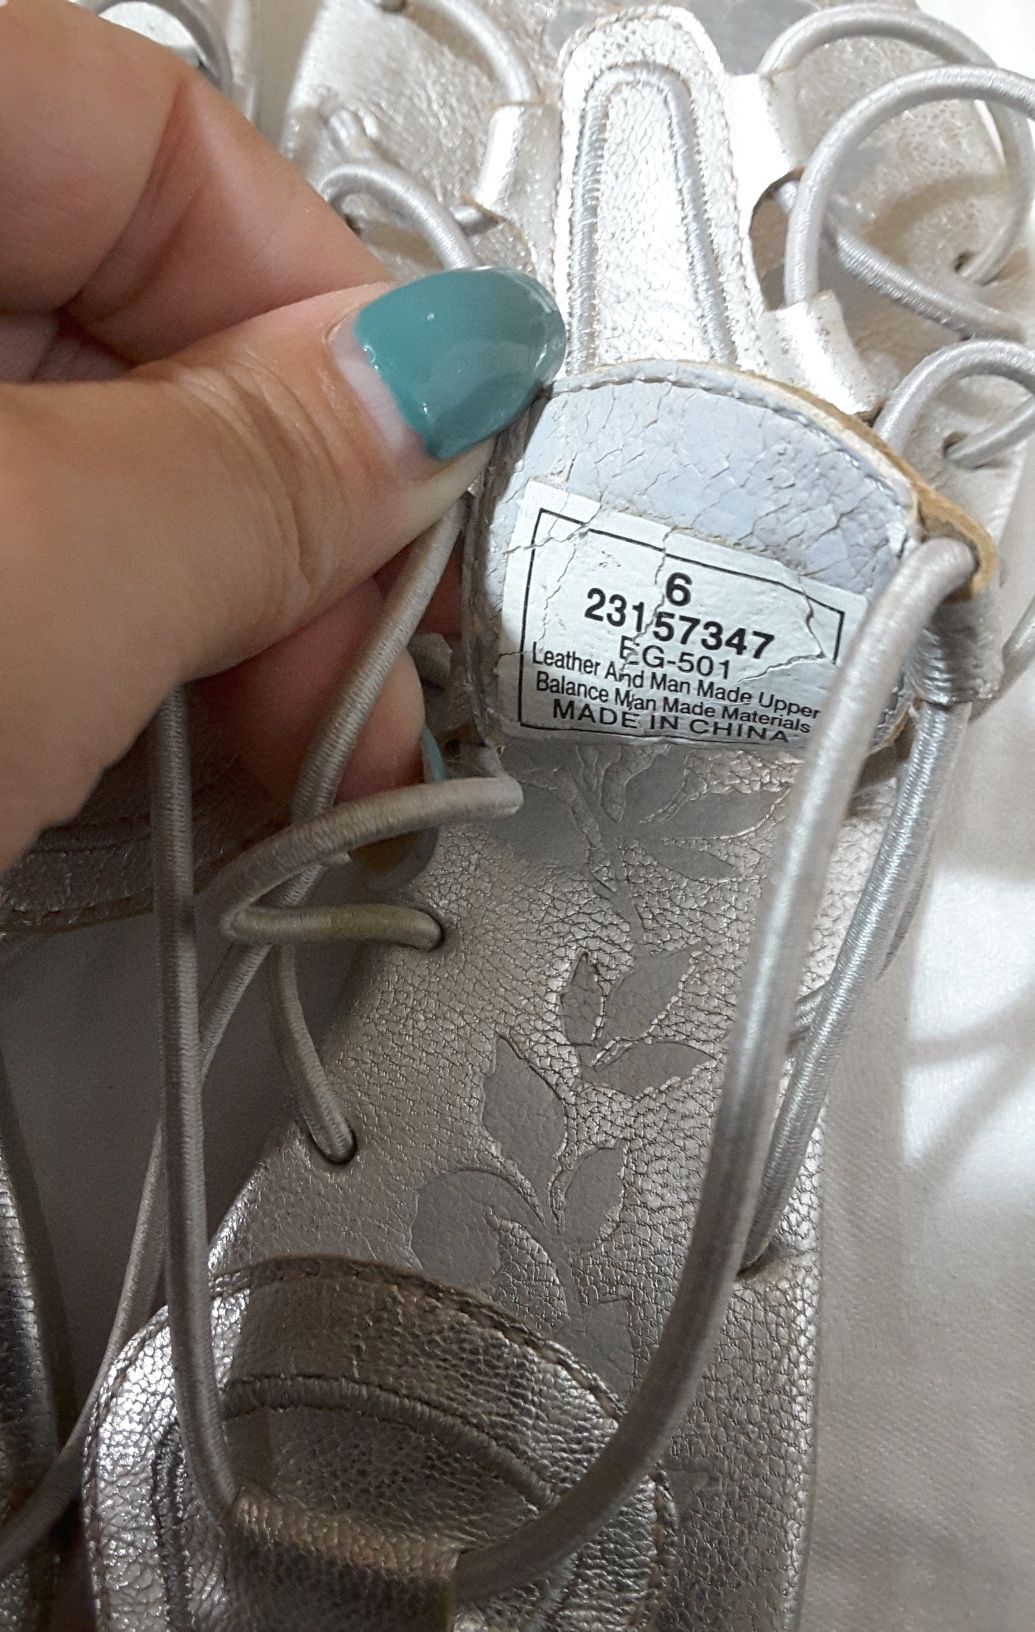 6
23157347
EG-501
Leather And Man Made Upper
Balance Man Made Materials
MADE IN CHINA